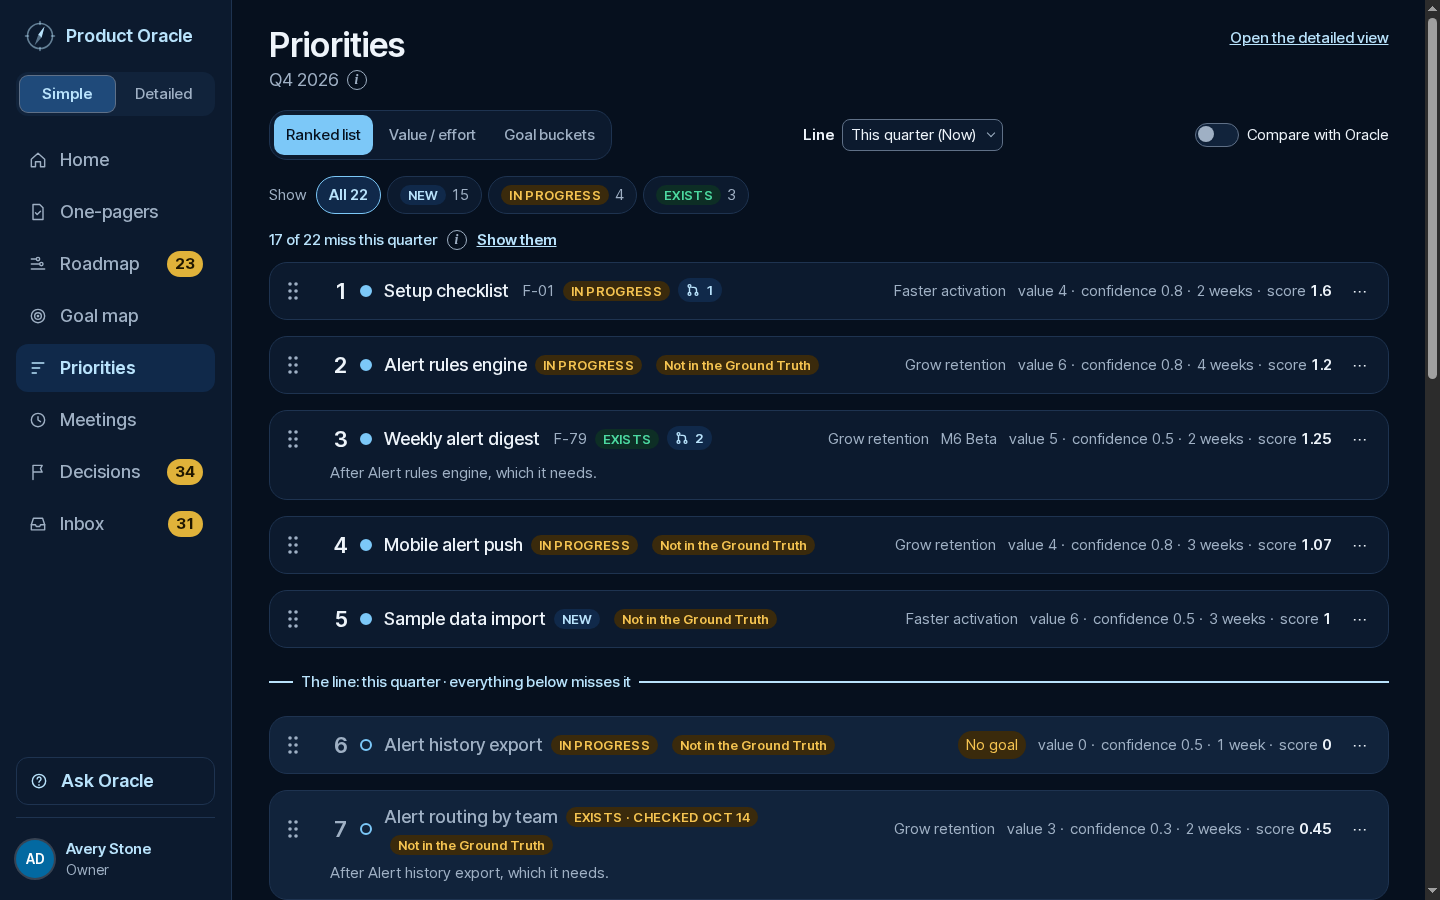 Product Oracle
Simple Detailed
Home
One-pagers
Roadmap 23
Goal map
Priorities
Meetings
Decisions 34
Inbox 31
Ask Oracle
AD Avery Stone
Owner
Priorities
Open the detailed view
Q4 2026 i
Ranked list Value / effort Goal buckets
Line This quarter (Now)
Compare with Oracle
Show All 22 NEW 15 IN PROGRESS 4 EXISTS 3
17 of 22 miss this quarter i Show them
1 Setup checklist F-01 IN PROGRESS 1 Faster activation value 4 · confidence 0.8 · 2 weeks · score 1.6 ···
2 Alert rules engine IN PROGRESS Not in the Ground Truth Grow retention value 6 · confidence 0.8 · 4 weeks · score 1.2 ···
3 Weekly alert digest F-79 EXISTS 2 Grow retention M6 Beta value 5 · confidence 0.5 · 2 weeks · score 1.25 ···
After Alert rules engine, which it needs.
4 Mobile alert push IN PROGRESS Not in the Ground Truth Grow retention value 4 · confidence 0.8 · 3 weeks · score 1.07 ···
5 Sample data import NEW Not in the Ground Truth Faster activation value 6 · confidence 0.5 · 3 weeks · score 1 ···
The line: this quarter · everything below misses it
6 Alert history export IN PROGRESS Not in the Ground Truth No goal value 0 · confidence 0.5 · 1 week · score 0 ···
7 Alert routing by team EXISTS · CHECKED OCT 14 Grow retention value 3 · confidence 0.3 · 2 weeks · score 0.45 ···
Not in the Ground Truth
After Alert history export, which it needs.